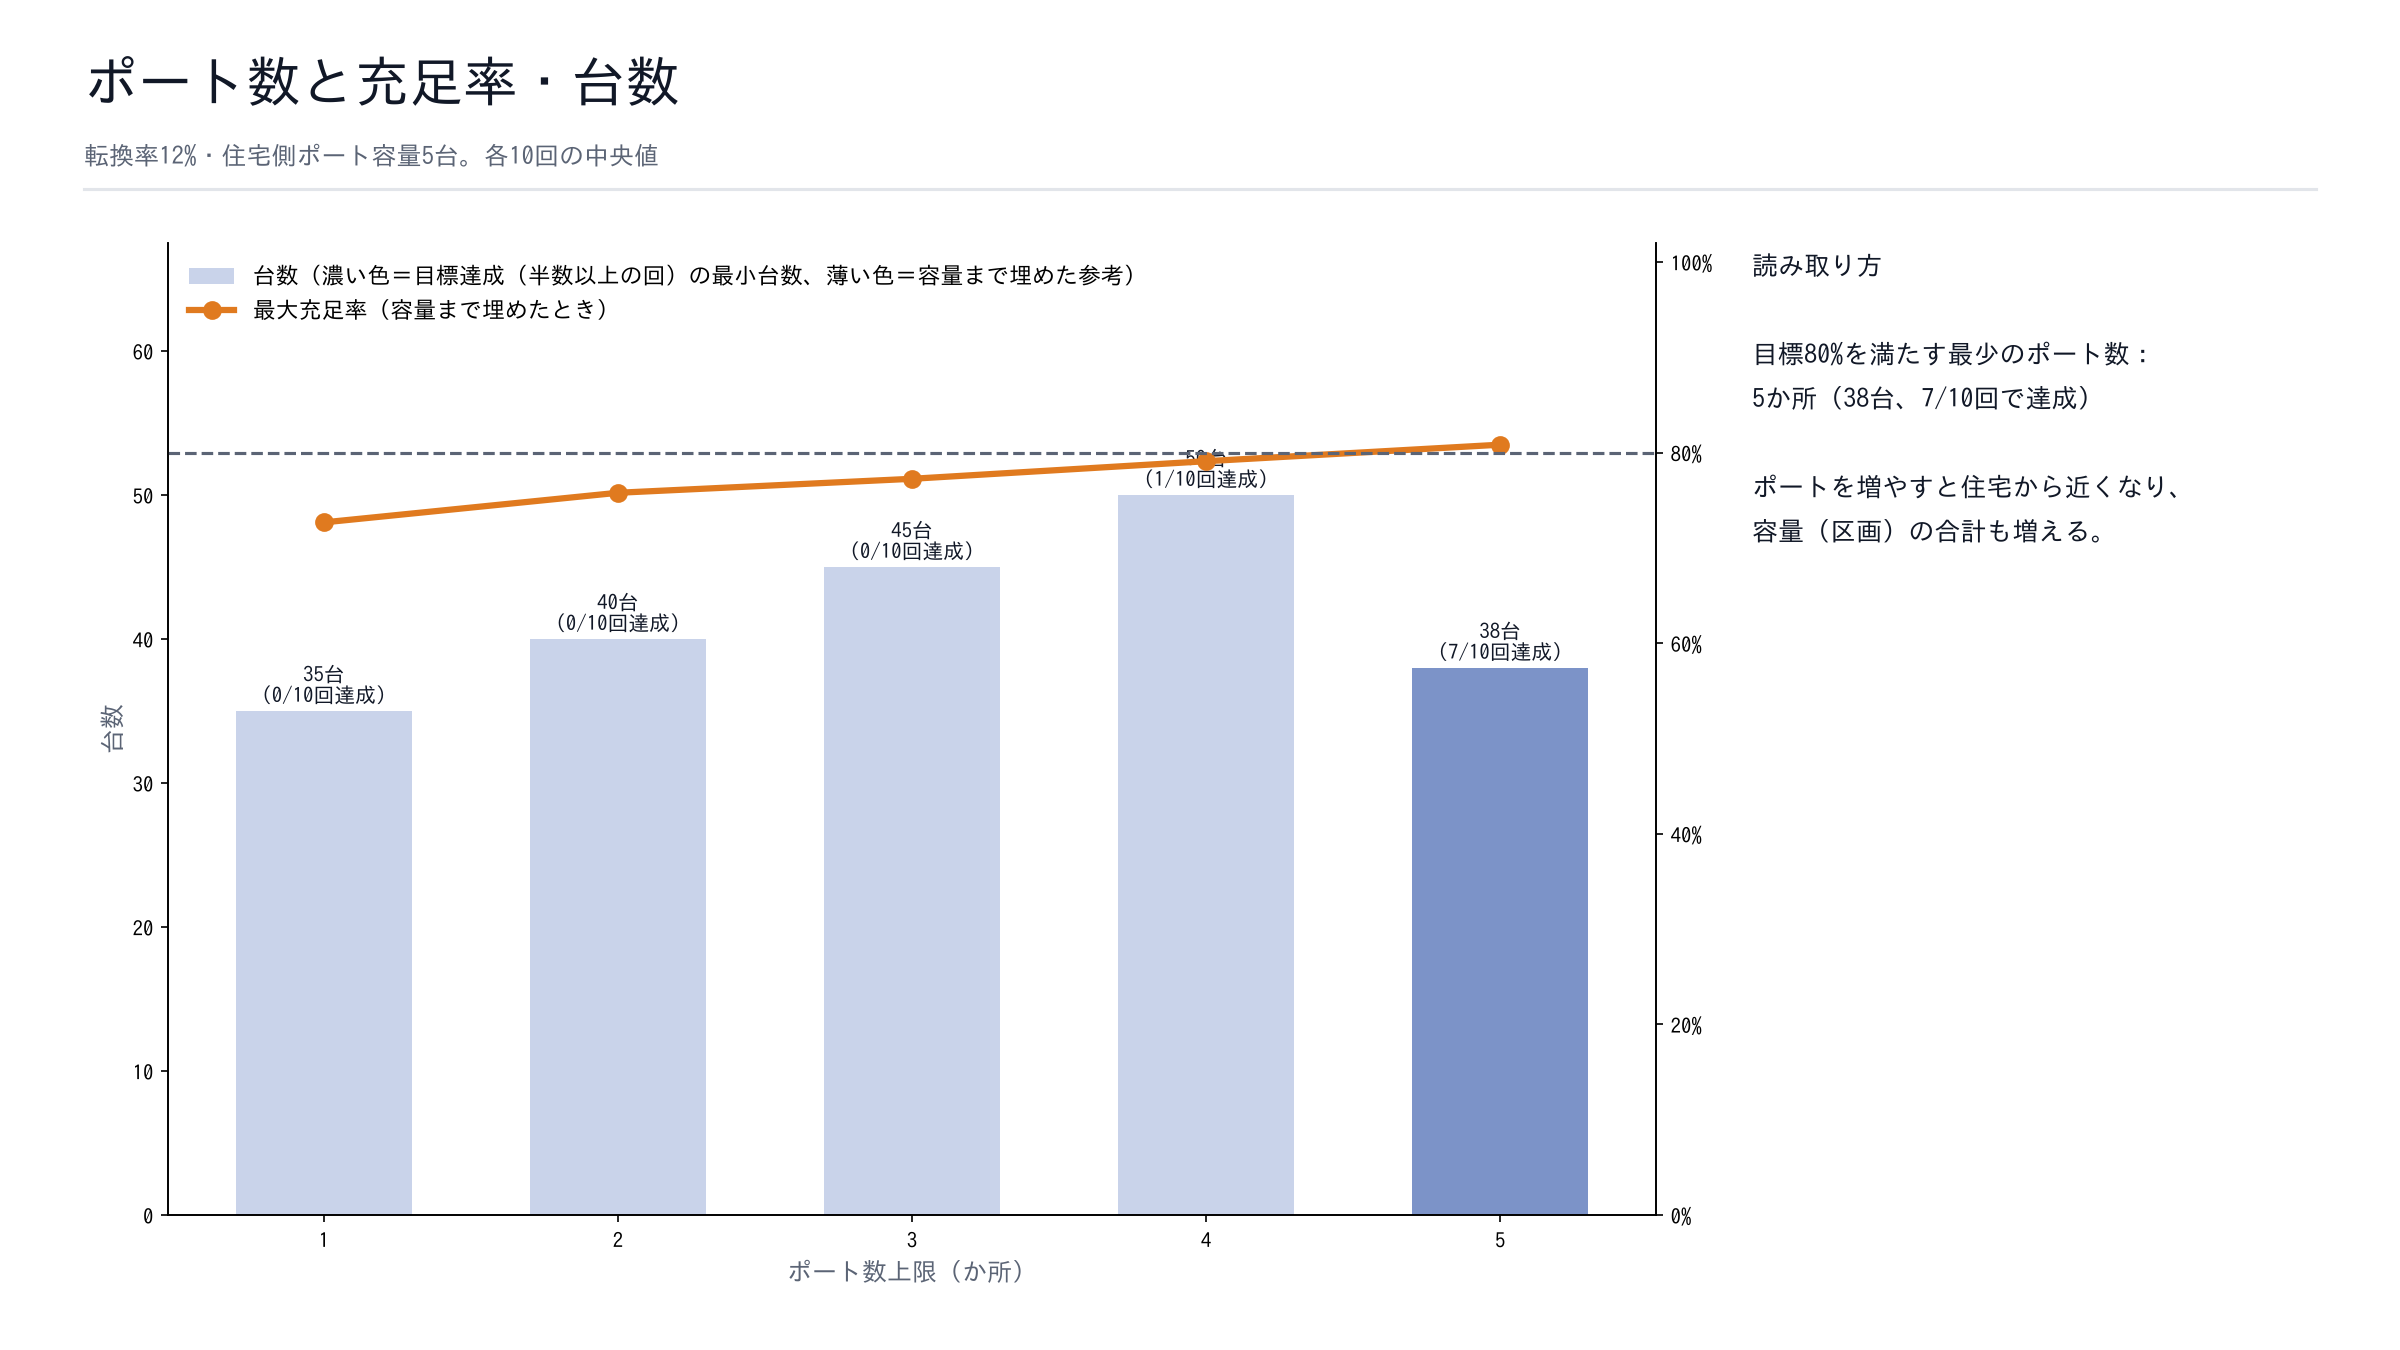 ポート数と充足率・台数
転換率12%・住宅側ポート容量5台。各10回の中央値
台数（濃い色＝目標達成（半数以上の回）の最小台数、薄い色＝容量まで埋めた参考）
最大充足率（容量まで埋めたとき）
60
50
40
30
20
10
0
台数
35台
（0/10回達成）
40台
（0/10回達成）
45台
（0/10回達成）
（1/10回達成）
38台
（7/10回達成）
1
2
3
4
5
ポート数上限（か所）
100%
80%
60%
40%
20%
0%
読み取り方
目標80%を満たす最少のポート数：
5か所（38台、7/10回で達成）
ポートを増やすと住宅から近くなり、
容量（区画）の合計も増える。